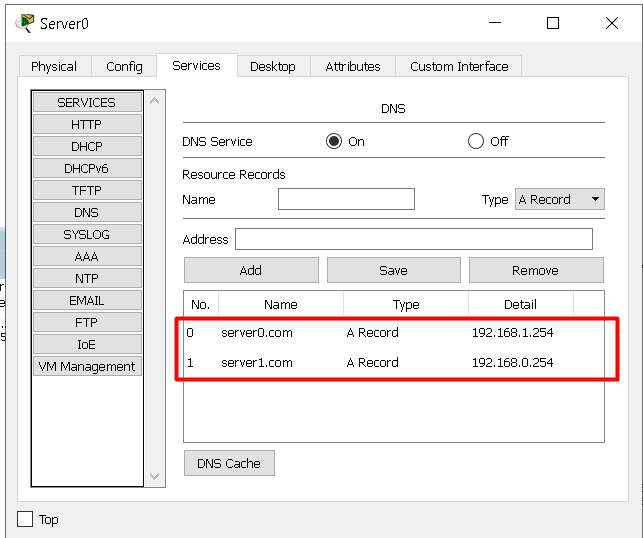 Server0
Physical Config Services Desktop Attributes Custom Interface
SERVICES
HTTP
DHCP
DHCPv6
TFTP
DNS
SYSLOG
AAA
NTP
EMAIL
FTP
IoE
VM Management
DNS
DNS Service On Off
Resource Records
Name Type A Record
Address
Add Save Remove
No. Name Type Detail
0 server0.com A Record 192.168.1.254
1 server1.com A Record 192.168.0.254
DNS Cache
Top